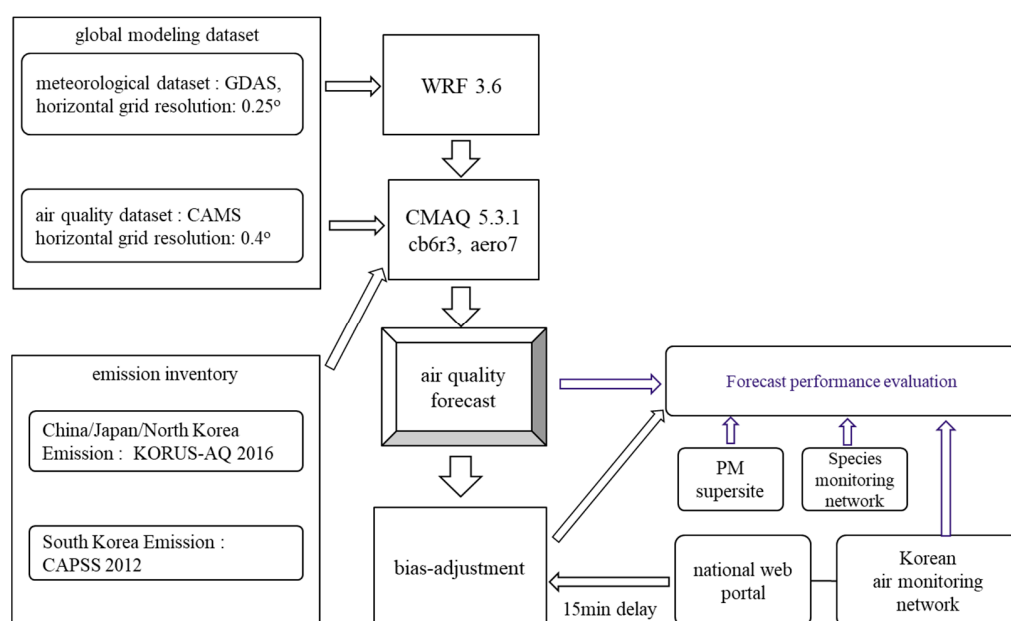 global modeling dataset
meteorological dataset : GDAS,
horizontal grid resolution: 0.25º
air quality dataset : CAMS
horizontal grid resolution: 0.4º
WRF 3.6
CMAQ 5.3.1
cb6r3, aero7
emission inventory
China/Japan/North Korea
Emission : KORUS-AQ 2016
South Korea Emission :
CAPSS 2012
air quality
forecast
bias-adjustment
Forecast performance evaluation
PM
supersite
Species
monitoring
network
national web
portal
Korean
air monitoring
network
15min delay